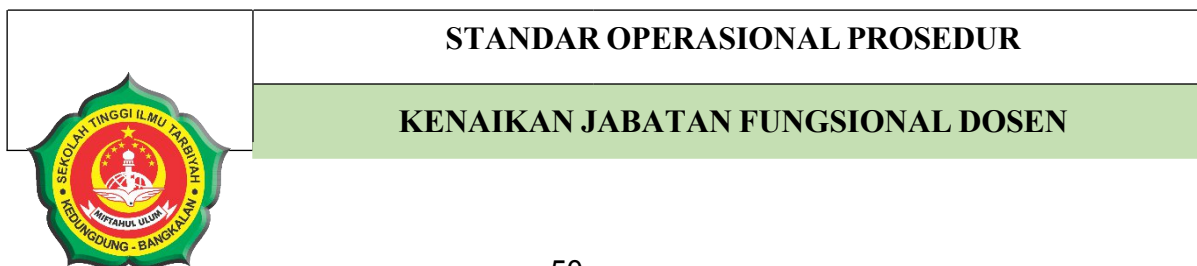 STANDAR OPERASIONAL PROSEDUR
KENAIKAN JABATAN FUNGSIONAL DOSEN
SEKOLAH TINGGI ILMU TARBIYAH
MIFTAHUL ULUM
KEDUNGDUNG - BANGKALAN